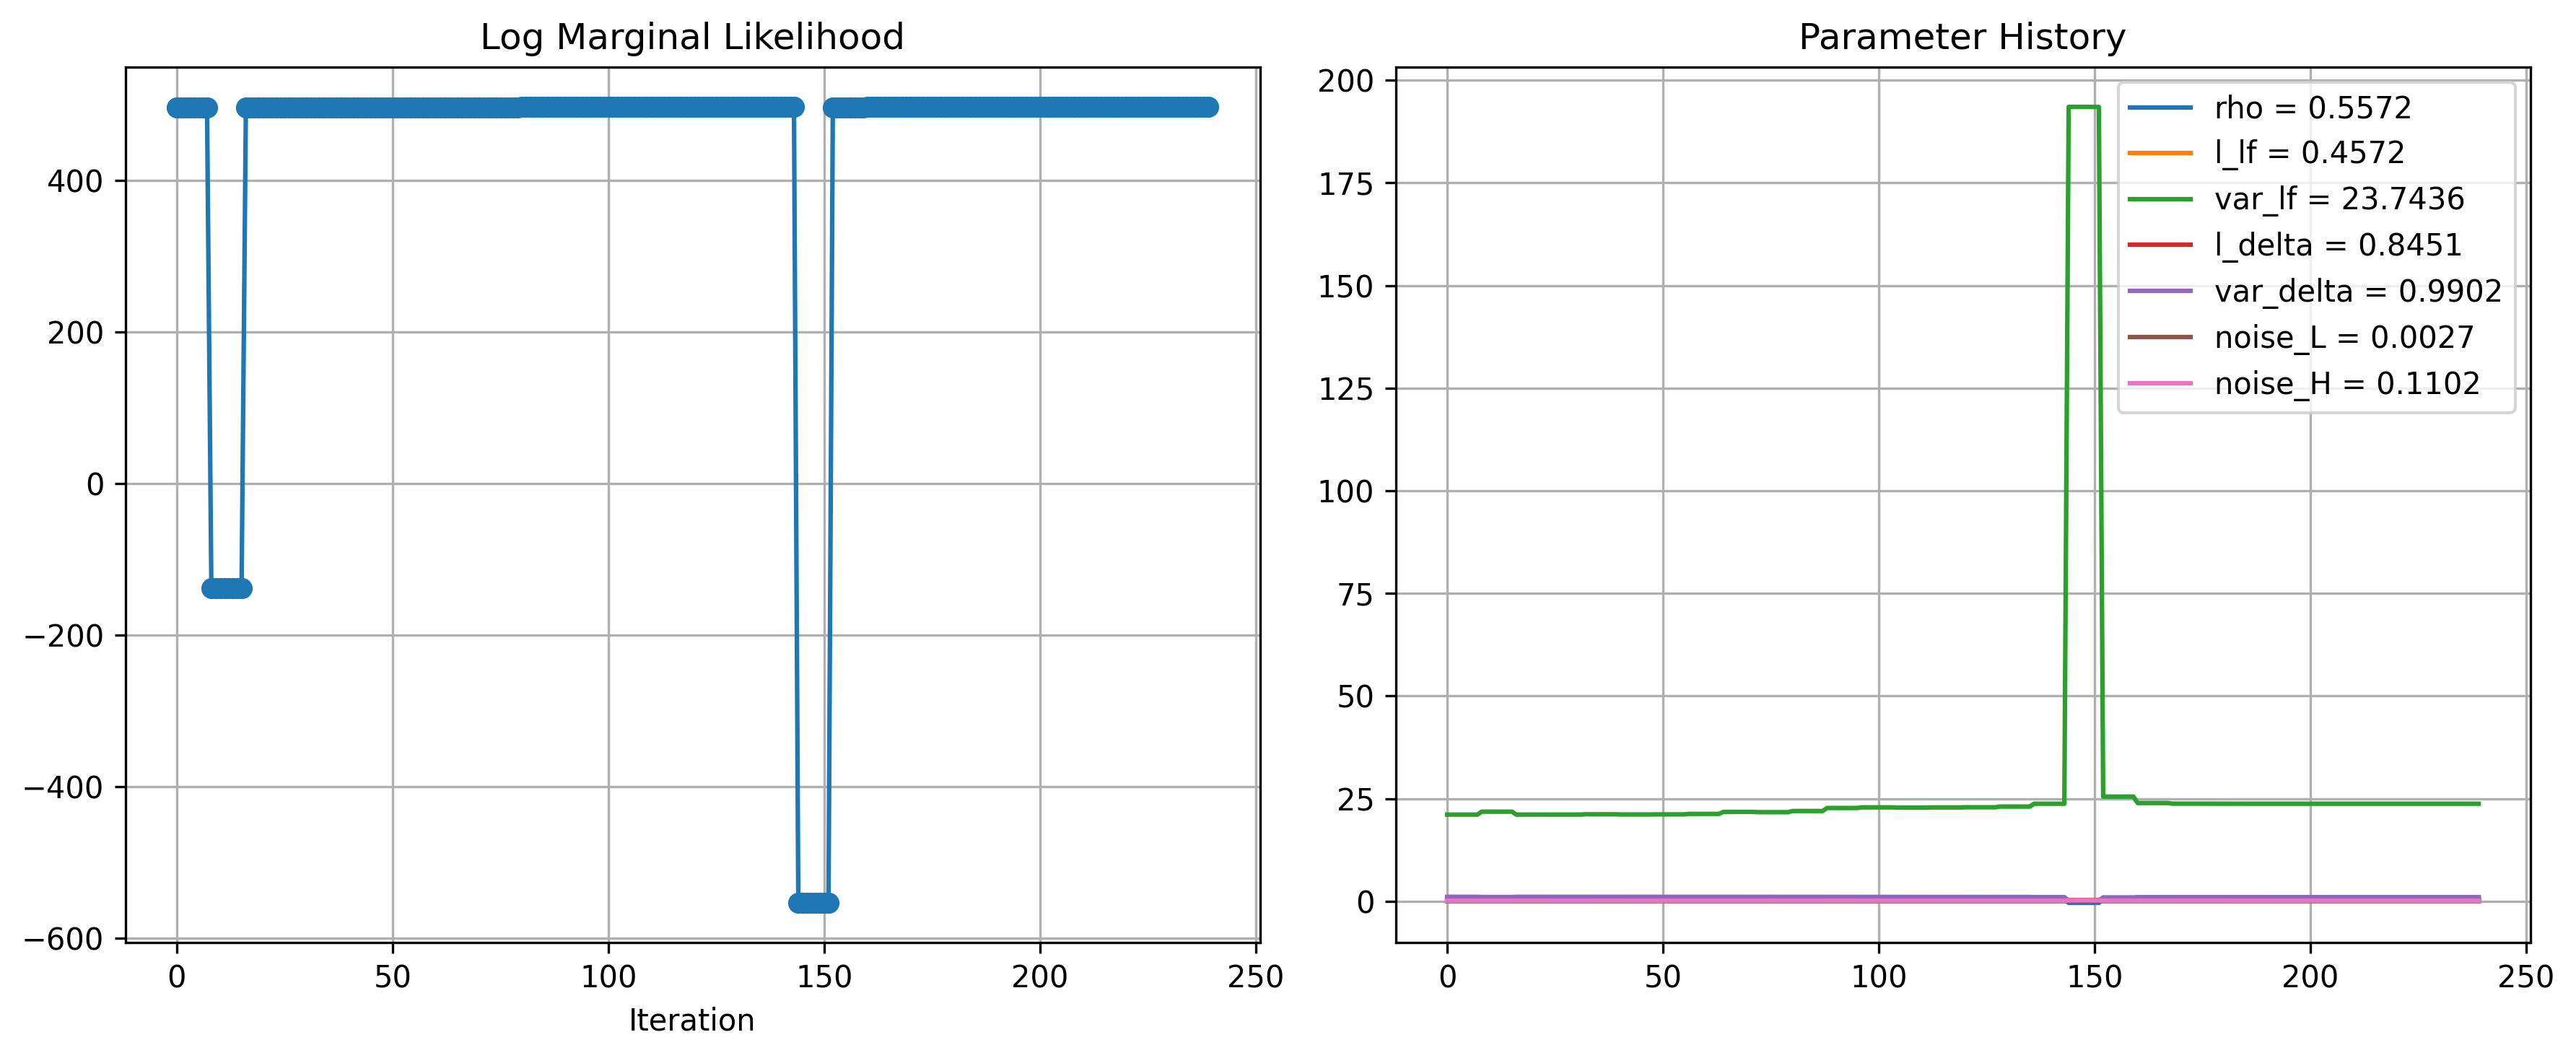 Log Marginal Likelihood
400
200
0
−200
−400
−600
0 50 100 150 200 250
Iteration
Parameter History
200
175
150
125
100
75
50
25
0
0 50 100 150 200 250
rho = 0.5572
l_lf = 0.4572
var_lf = 23.7436
l_delta = 0.8451
var_delta = 0.9902
noise_L = 0.0027
noise_H = 0.1102